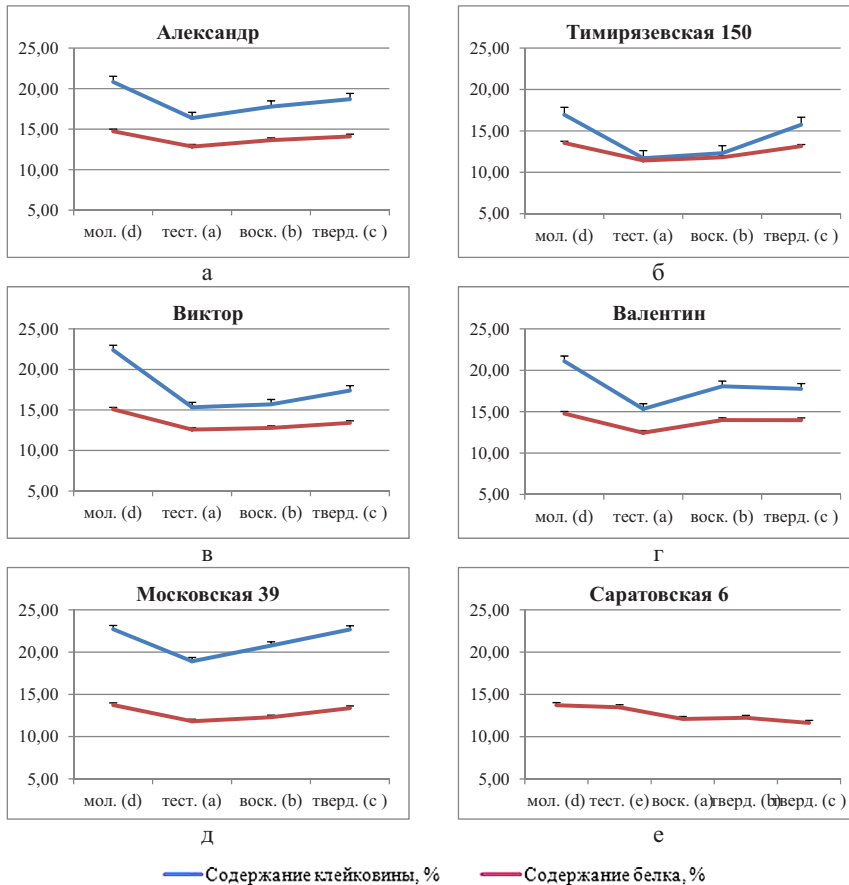 Александр
25,00
20,00
15,00
10,00
5,00
мол. (d) тест. (a) воск. (b) тверд. (c )
а
Тимирязевская 150
25,00
20,00
15,00
10,00
5,00
мол. (d) тест. (a) воск. (b) тверд. (c )
б
Виктор
25,00
20,00
15,00
10,00
5,00
мол. (d) тест. (a) воск. (b) тверд. (c )
в
Валентин
25,00
20,00
15,00
10,00
5,00
мол. (d) тест. (a) воск. (b) тверд. (c )
г
Московская 39
25,00
20,00
15,00
10,00
5,00
мол. (d) тест. (a) воск. (b) тверд. (c )
д
Саратовская 6
25,00
20,00
15,00
10,00
5,00
мол. (d) тест. (e) воск. (a) тверд. (b) тверд. (c )
е
Содержание клейковины, % Содержание белка, %